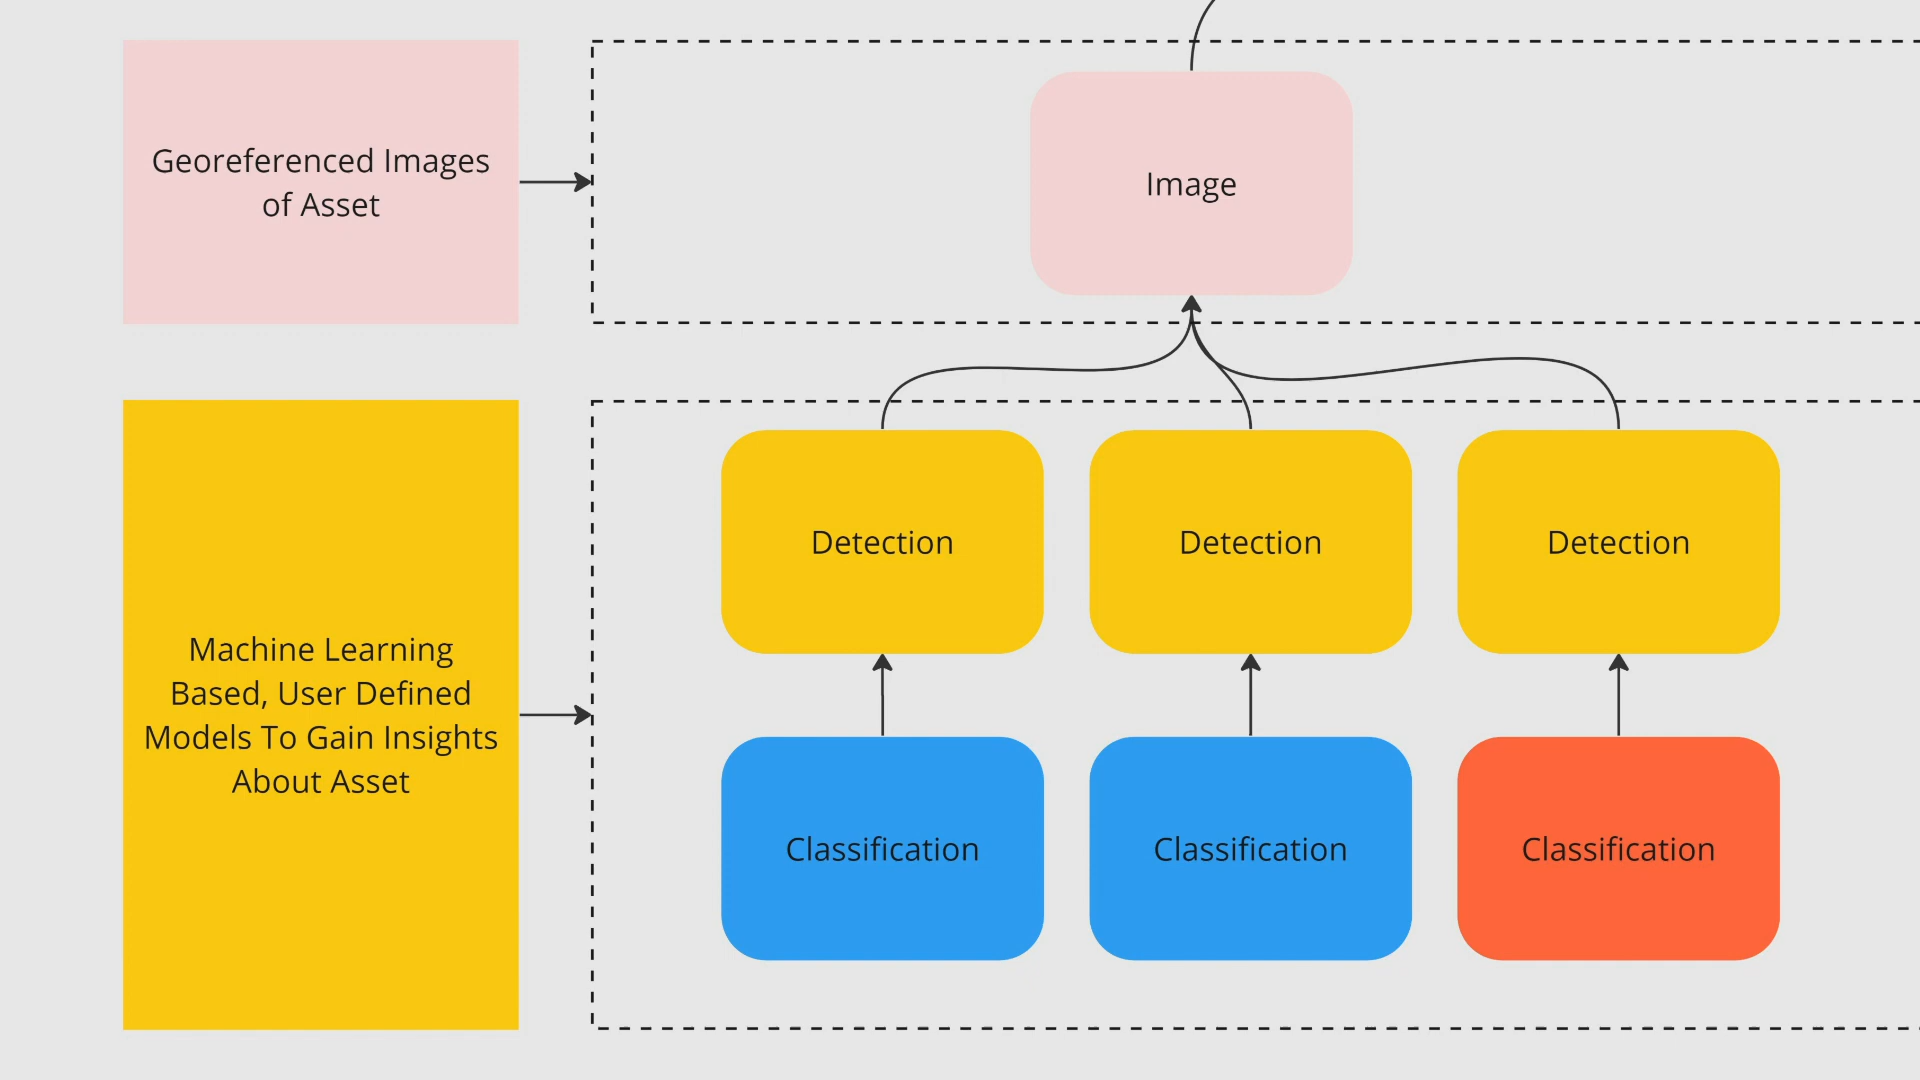 Georeferenced Images
of Asset
Image
Machine Learning
Based, User Defined
Models To Gain Insights
About Asset
Detection
Detection
Detection
Classification
Classification
Classification